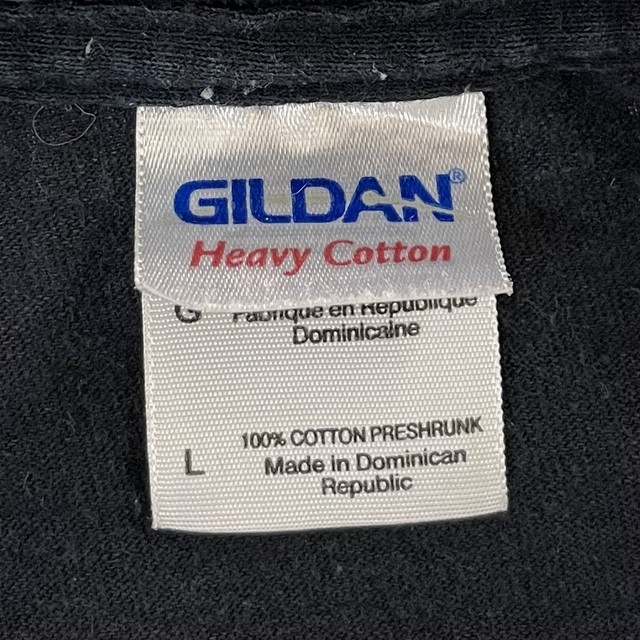 GILDAN®
Heavy Cotton
G Fabriqué en République
Dominicaine
100% COTTON PRESHRUNK
L Made in Dominican
Republic